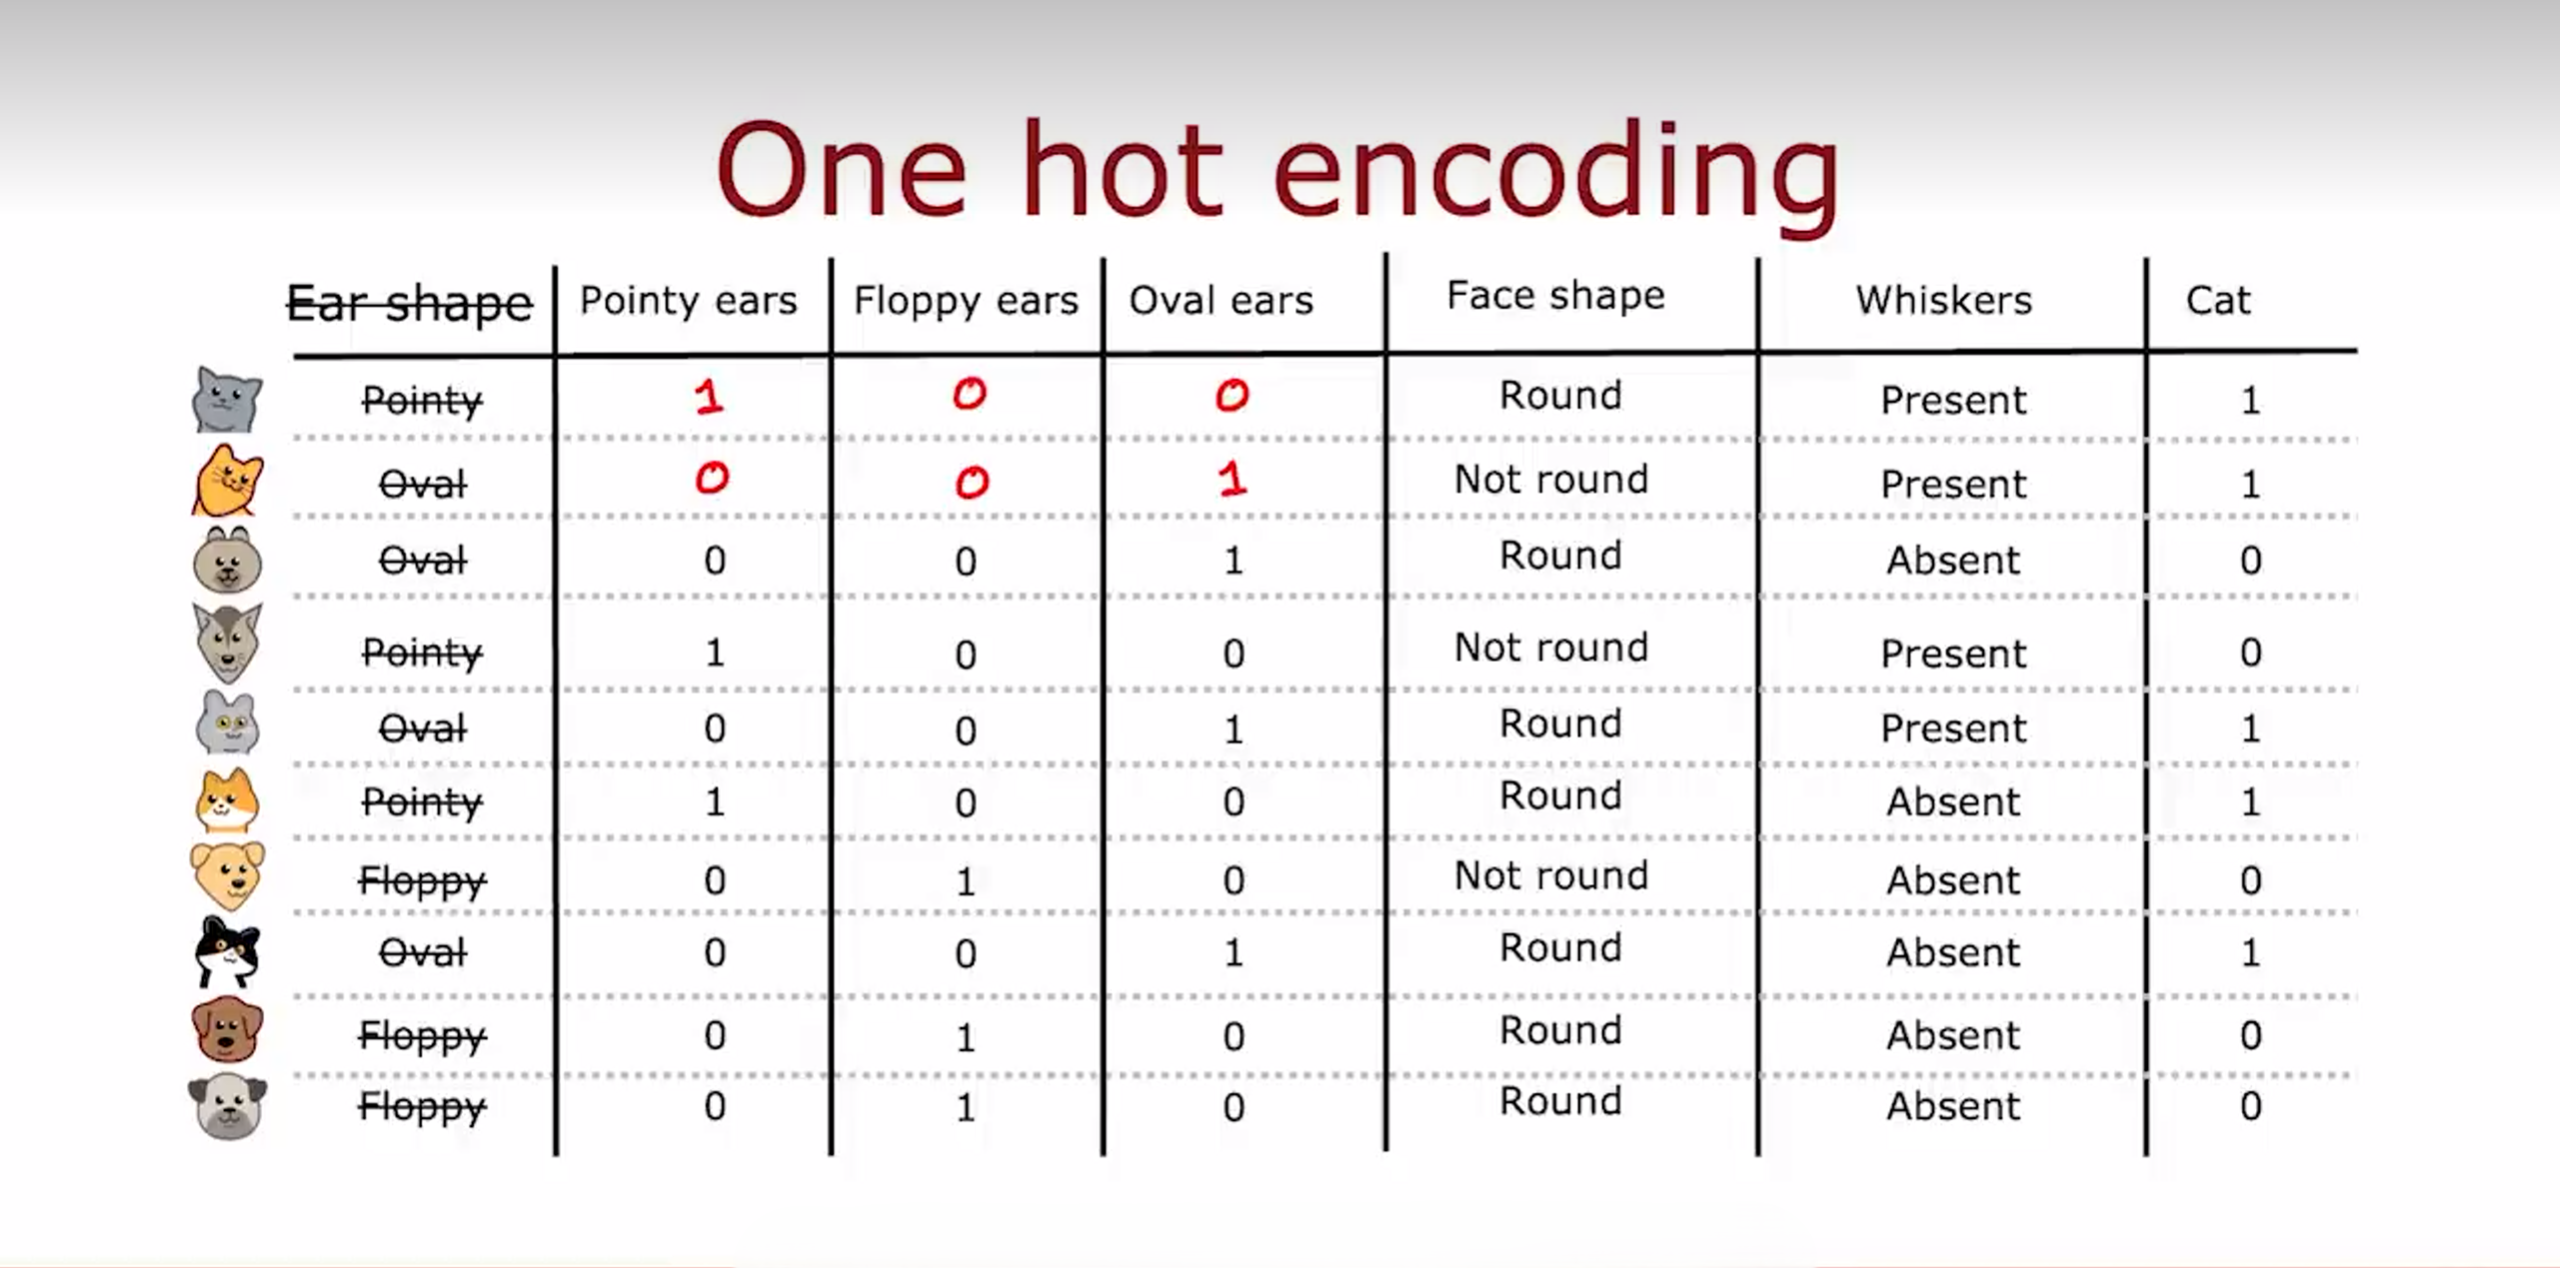 One hot encoding
Ear shape Pointy ears Floppy ears Oval ears Face shape Whiskers Cat
Pointy 1 0 0 Round Present 1
Oval 0 0 1 Not round Present 1
Oval 0 0 1 Round Absent 0
Pointy 1 0 0 Not round Present 0
Oval 0 0 1 Round Present 1
Pointy 1 0 0 Round Absent 1
Floppy 0 1 0 Not round Absent 0
Oval 0 0 1 Round Absent 1
Floppy 0 1 0 Round Absent 0
Floppy 0 1 0 Round Absent 0